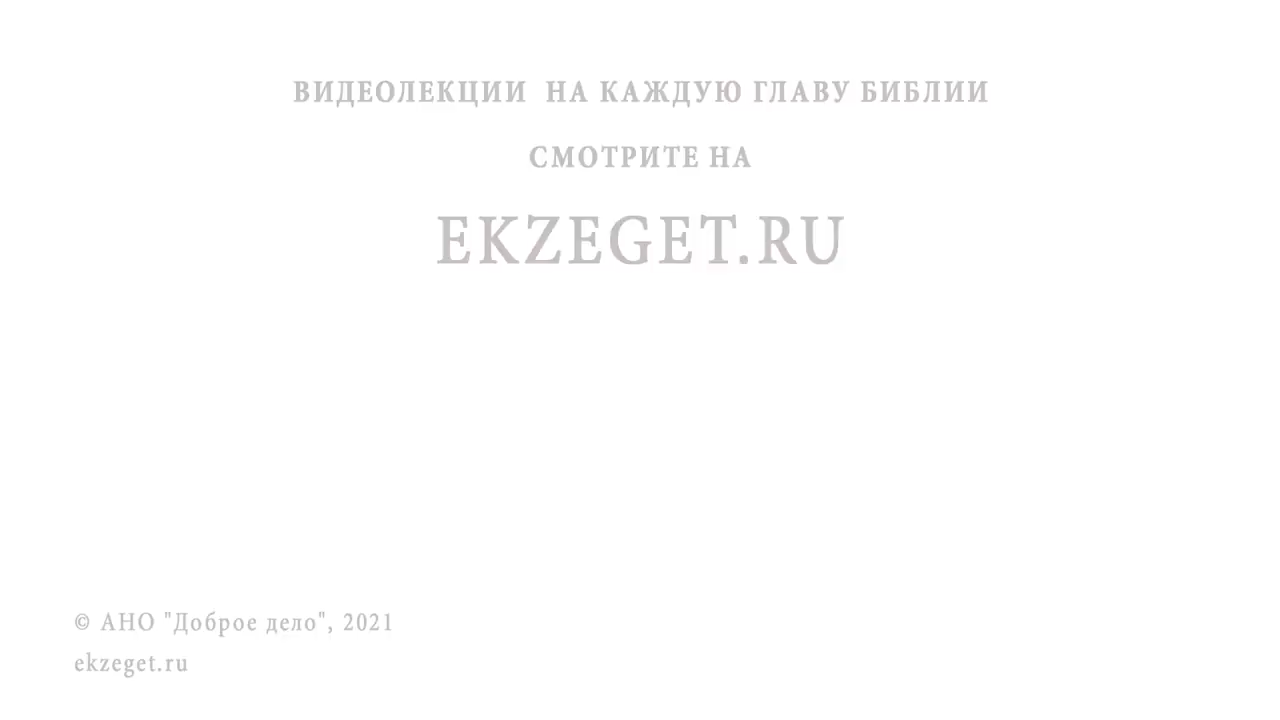 ВИДЕОЛЕКЦИИ НА КАЖДУЮ ГЛАВУ БИБЛИИ
СМОТРИТЕ НА
EKZEGET.RU
© АНО "Доброе дело", 2021
ekzeget.ru